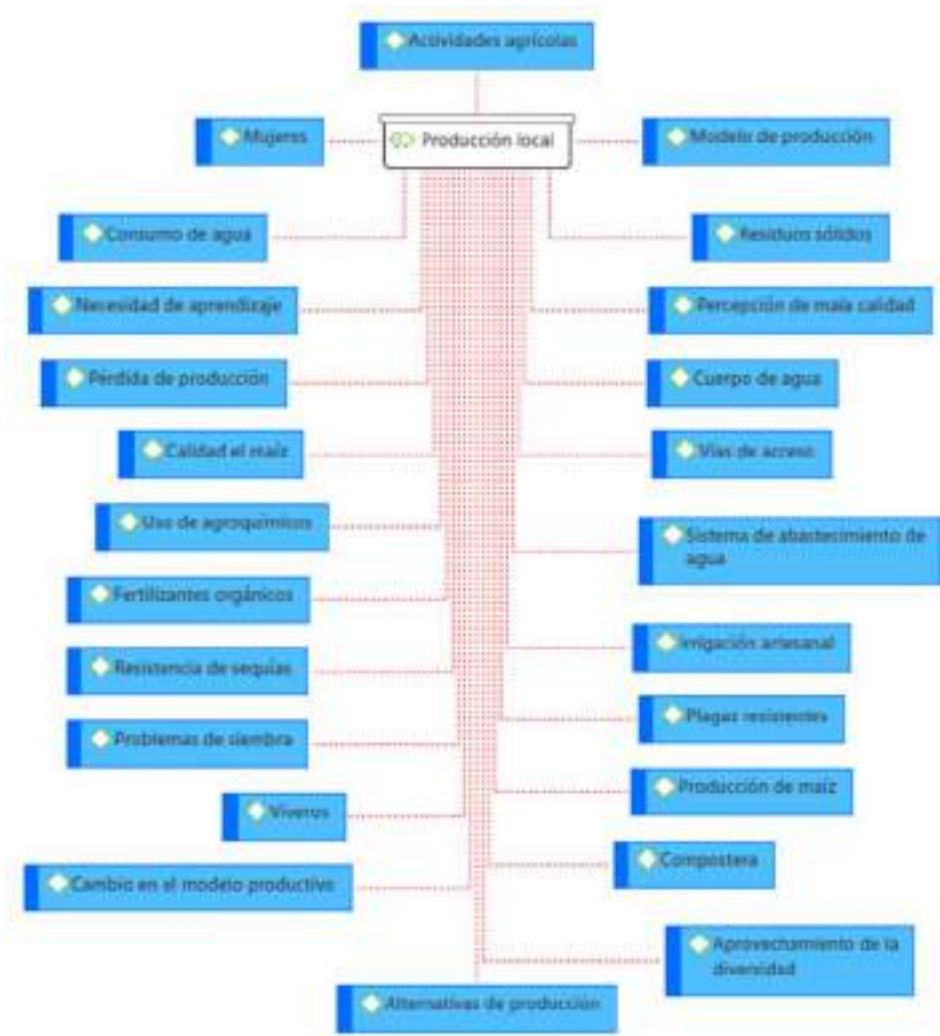 Actividades agrícolas
Mujeres
Producción local
Modelo de producción
Consumo de agua
Residuos sólidos
Necesidad de aprendizaje
Percepción de mala calidad
Pérdida de producción
Cuerpo de agua
Calidad el maíz
Vías de acceso
Uso de agroquímicos
Sistema de abastecimiento de
agua
Fertilizantes orgánicos
Irrigación artesanal
Resistencia de sequías
Plagas resistentes
Problemas de siembra
Producción de maíz
Viveros
Compostera
Cambio en el modelo productivo
Aprovechamiento de la
diversidad
Alternativas de producción